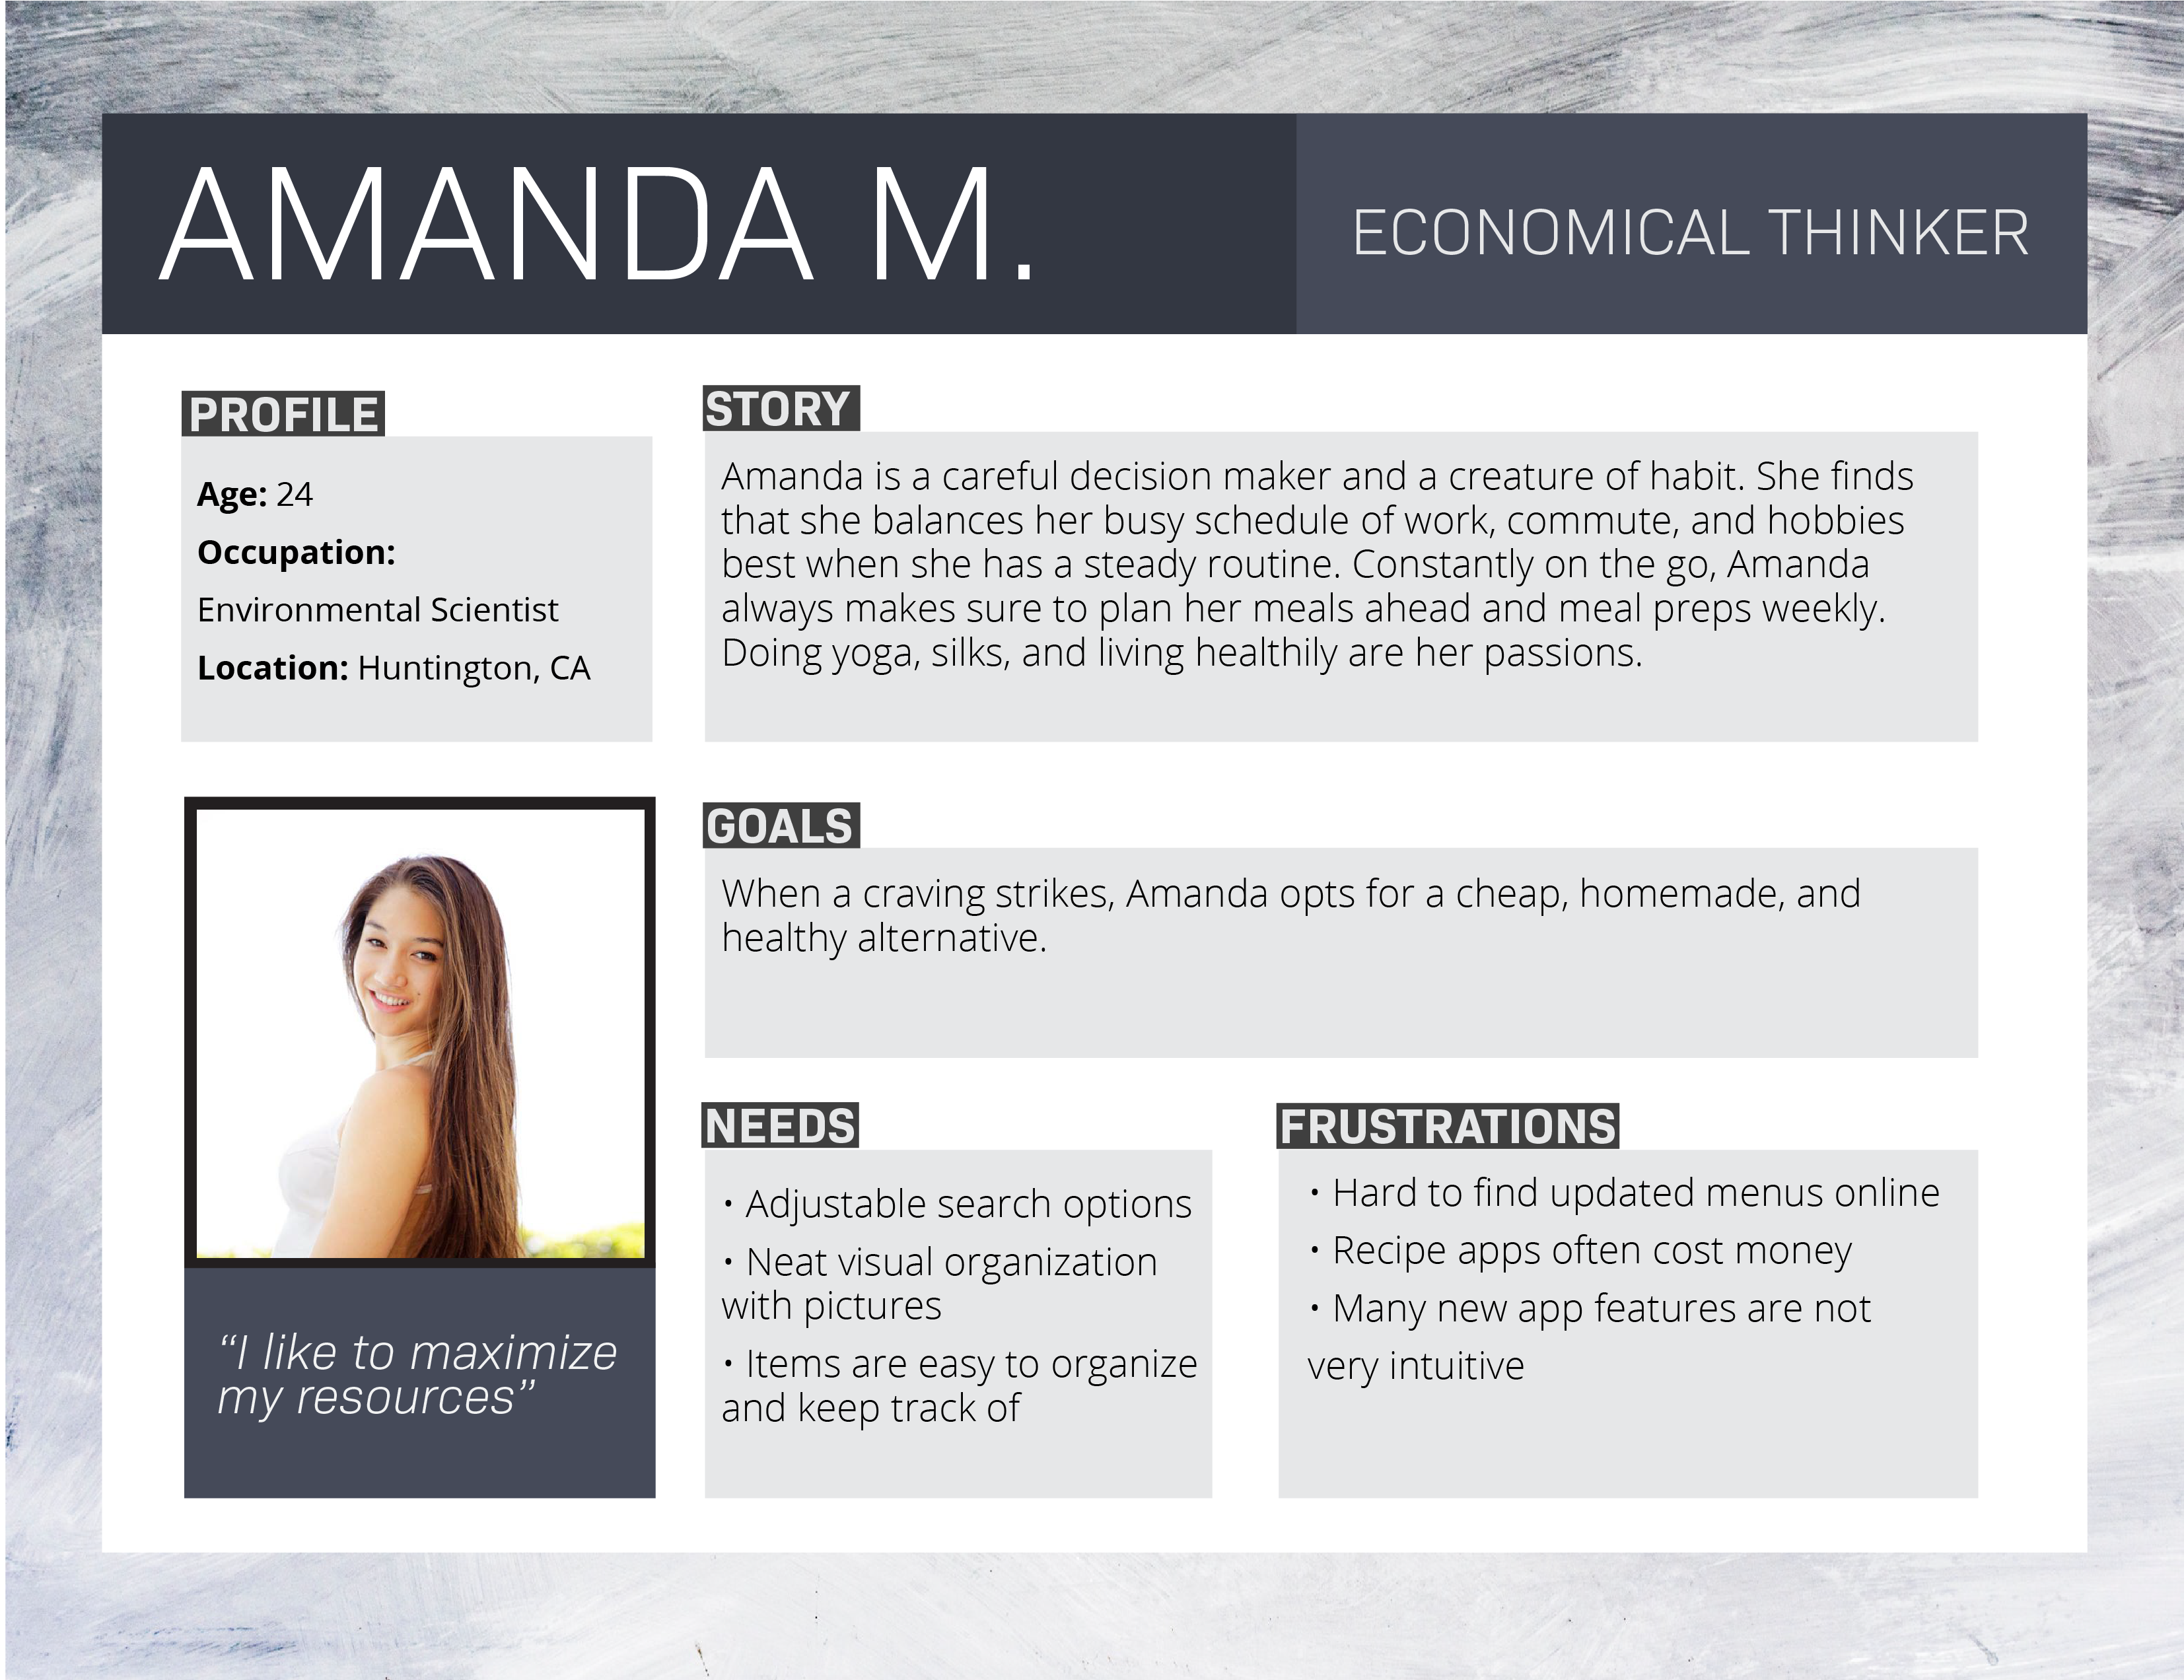 AMANDA M.
ECONOMICAL THINKER
PROFILE
Age: 24
Occupation:
Environmental Scientist
Location: Huntington, CA
STORY
Amanda is a careful decision maker and a creature of habit. She finds
that she balances her busy schedule of work, commute, and hobbies
best when she has a steady routine. Constantly on the go, Amanda
always makes sure to plan her meals ahead and meal preps weekly.
Doing yoga, silks, and living healthily are her passions.
GOALS
When a craving strikes, Amanda opts for a cheap, homemade, and
healthy alternative.
“I like to maximize
my resources”
NEEDS
• Adjustable search options
• Neat visual organization
with pictures
• Items are easy to organize
and keep track of
FRUSTRATIONS
• Hard to find updated menus online
• Recipe apps often cost money
• Many new app features are not
very intuitive